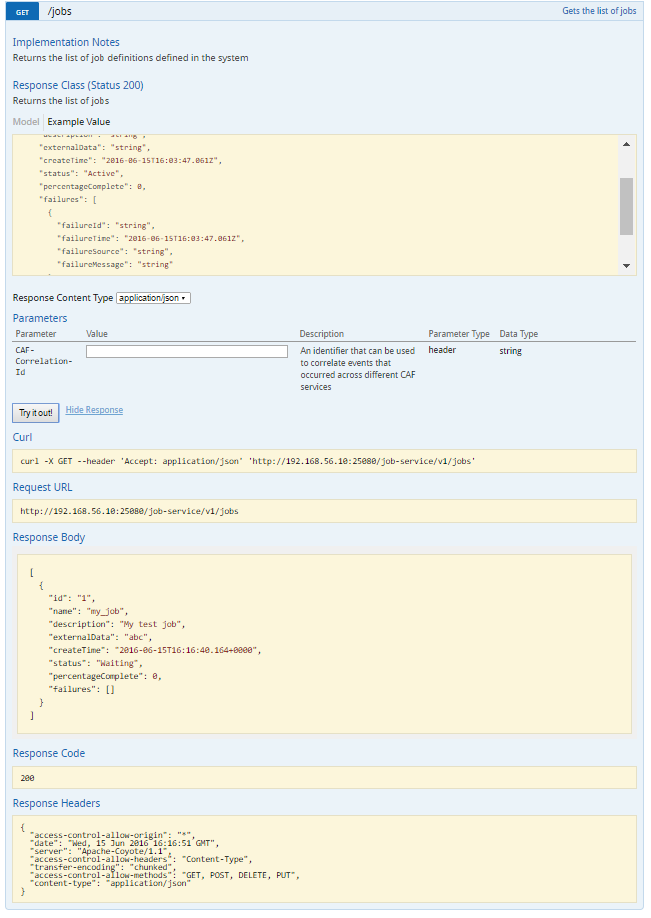 GET /jobs Gets the list of jobs
Implementation Notes
Returns the list of job definitions defined in the system
Response Class (Status 200)
Returns the list of jobs
Model Example Value
"description": "string",
"externalData": "string",
"createTime": "2016-06-15T16:03:47.061Z",
"status": "Active",
"percentageComplete": 0,
"failures": [
{
"failureId": "string",
"failureTime": "2016-06-15T16:03:47.061Z",
"failureSource": "string",
"failureMessage": "string"
Response Content Type application/json
Parameters
Parameter Value Description Parameter Type Data Type
CAF-
Correlation-
Id
An identifier that can be used
to correlate events that
occurred across different CAF
services
header
string
Try it out! Hide Response
Curl
curl -X GET --header 'Accept: application/json' 'http://192.168.56.10:25080/job-service/v1/jobs'
Request URL
http://192.168.56.10:25080/job-service/v1/jobs
Response Body
[
{
"id": "1",
"name": "my_job",
"description": "My test job",
"externalData": "abc",
"createTime": "2016-06-15T16:16:40.164+0000",
"status": "Waiting",
"percentageComplete": 0,
"failures": []
}
]
Response Code
200
Response Headers
{
"access-control-allow-origin": "*",
"date": "Wed, 15 Jun 2016 16:16:51 GMT",
"server": "Apache-Coyote/1.1",
"access-control-allow-headers": "Content-Type",
"transfer-encoding": "chunked",
"access-control-allow-methods": "GET, POST, DELETE, PUT",
"content-type": "application/json"
}